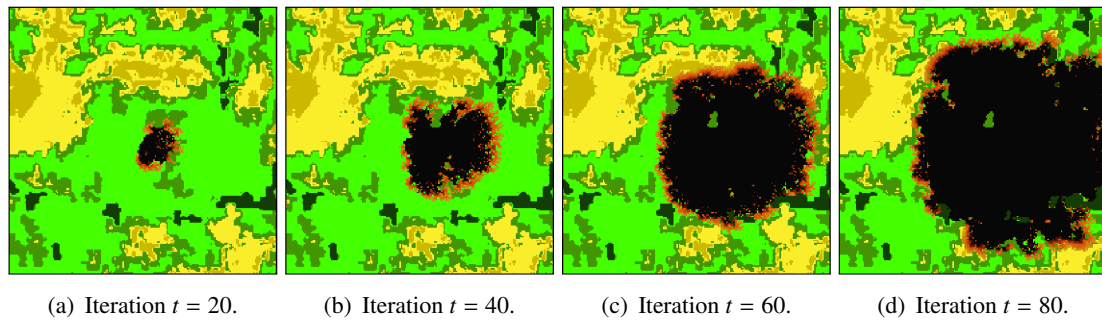 (a) Iteration t = 20.
(b) Iteration t = 40.
(c) Iteration t = 60.
(d) Iteration t = 80.